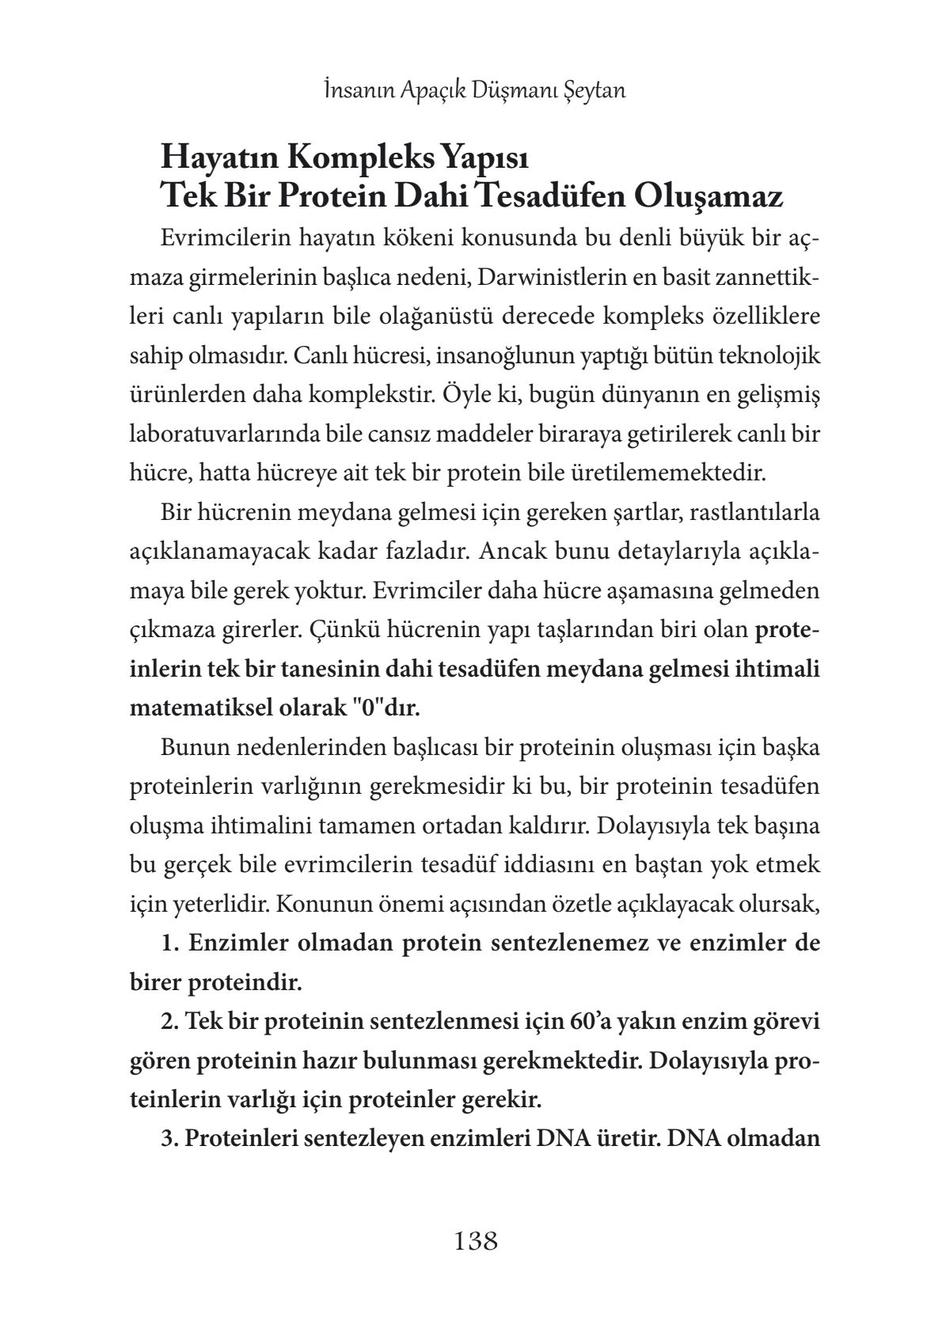 İnsanın Apaçık Düşmanı Şeytan
Hayatın Kompleks Yapısı
Tek Bir Protein Dahi Tesadüfen Oluşamaz
Evrimcilerin hayatın kökeni konusunda bu denli büyük bir aç-
maza girmelerinin başlıca nedeni, Darwinistlerin en basit zannettik-
leri canlı yapıların bile olağanüstü derecede kompleks özelliklere
sahip olmasıdır. Canlı hücresi, insanoğlunun yaptığı bütün teknolojik
ürünlerden daha komplekstir. Öyle ki, bugün dünyanın en gelişmiş
laboratuvarlarında bile cansız maddeler biraraya getirilerek canlı bir
hücre, hatta hücreye ait tek bir protein bile üretilememektedir.
Bir hücrenin meydana gelmesi için gereken şartlar, rastlantılarla
açıklanamayacak kadar fazladır. Ancak bunu detaylarıyla açıkla-
maya bile gerek yoktur. Evrimciler daha hücre aşamasına gelmeden
çıkmaza girerler. Çünkü hücrenin yapı taşlarından biri olan prote-
inlerin tek bir tanesinin dahi tesadüfen meydana gelmesi ihtimali
matematiksel olarak "0"dır.
Bunun nedenlerinden başlıcası bir proteinin oluşması için başka
proteinlerin varlığının gerekmesidir ki bu, bir proteinin tesadüfen
oluşma ihtimalini tamamen ortadan kaldırır. Dolayısıyla tek başına
bu gerçek bile evrimcilerin tesadüf iddiasını en baştan yok etmek
için yeterlidir. Konunun önemi açısından özetle açıklayacak olursak,
1. Enzimler olmadan protein sentezlenemez ve enzimler de
birer proteindir.
2. Tek bir proteinin sentezlenmesi için 60’a yakın enzim görevi
gören proteinin hazır bulunması gerekmektedir. Dolayısıyla pro-
teinlerin varlığı için proteinler gerekir.
3. Proteinleri sentezleyen enzimleri DNA üretir. DNA olmadan
138